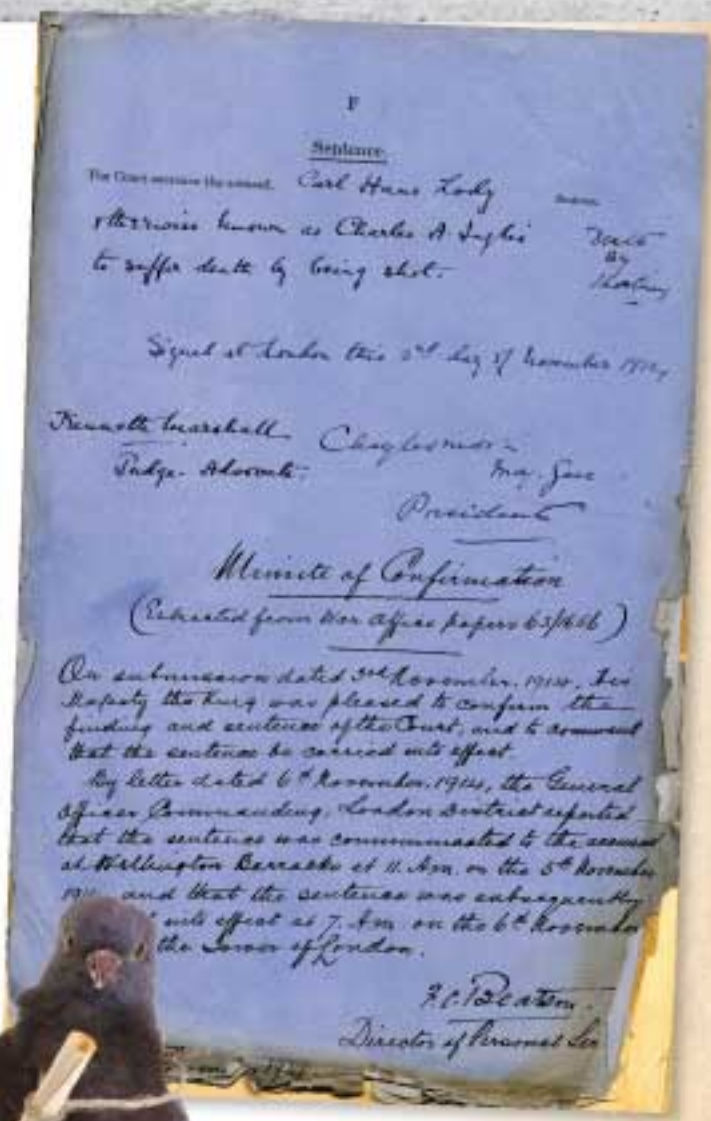 F
Sentence.
The Court sentence the accused, Carl Hans Lody
otherwise known as Charles A Inglis
to suffer death by being shot.
Death
By
Shooting
Signed at London this 2nd day of November 1914
Kenneth Marshall
Judge-Advocate.
Cheylesmore
Maj. Gen
President
Minute of Confirmation
(Extracted from War Office papers 65/1666)
On submission dated 3rd November. 1914. His
Majesty the King was pleased to confirm the
finding and sentence of the Court, and to command
that the sentence be carried into effect.
By letter dated 6th November. 1914, the General
Officer Commanding, London District reported
that the sentence was communicated to the accused
at Wellington Barracks at 11. Am. on the 5th November
and that the sentence was subsequently
into effect at 7. Am on the 6th November
the Tower of London.
F.C. Beatson.
Director of Personal Ser